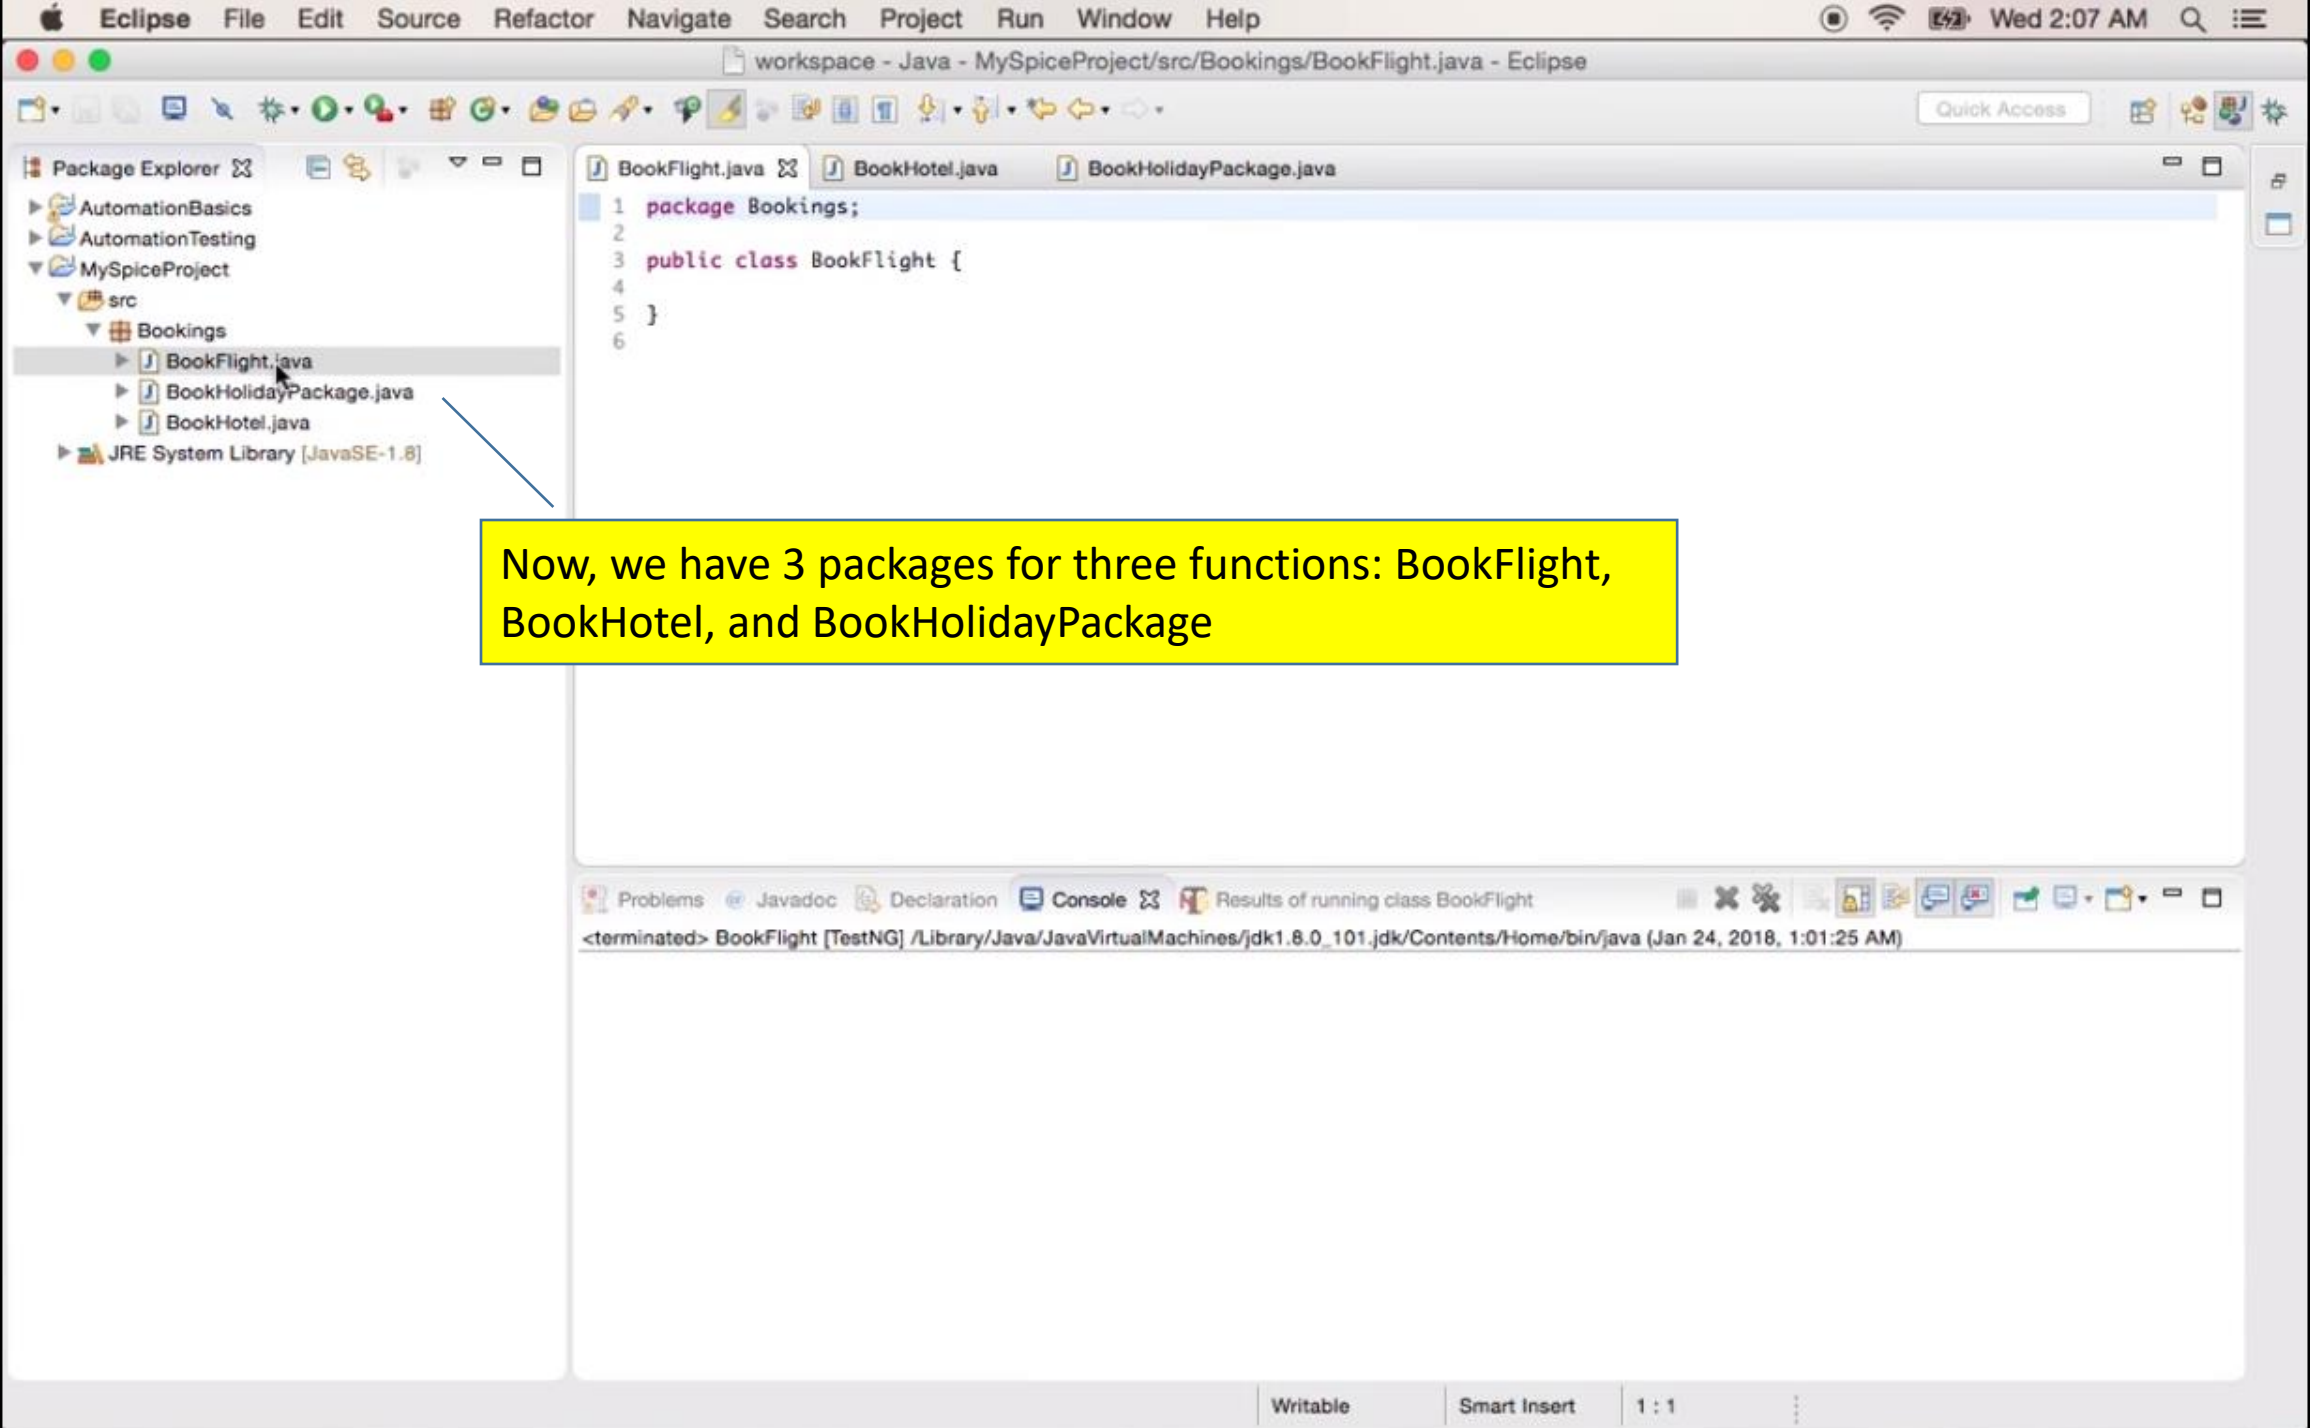 Eclipse File Edit Source Refactor Navigate Search Project Run Window Help Wed 2:07 AM
workspace - Java - MySpiceProject/src/Bookings/BookFlight.java - Eclipse
Quick Access
Package Explorer
AutomationBasics
AutomationTesting
MySpiceProject
src
Bookings
BookFlight.java
BookHolidayPackage.java
BookHotel.java
JRE System Library [JavaSE-1.8]
BookFlight.java BookHotel.java BookHolidayPackage.java
1 package Bookings;
2
3 public class BookFlight {
4
5 }
6
Now, we have 3 packages for three functions: BookFlight,
BookHotel, and BookHolidayPackage
Problems Javadoc Declaration Console Results of running class BookFlight
<terminated> BookFlight [TestNG] /Library/Java/JavaVirtualMachines/jdk1.8.0_101.jdk/Contents/Home/bin/java (Jan 24, 2018, 1:01:25 AM)
Writable Smart Insert 1 : 1